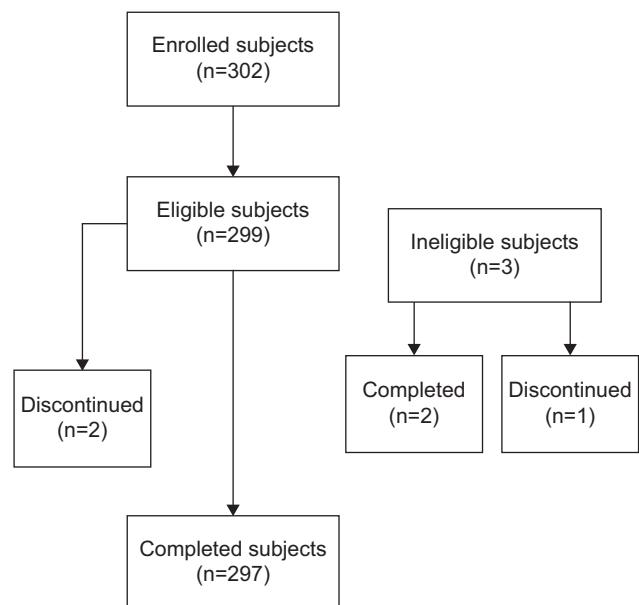 Enrolled subjects
(n=302)
Eligible subjects
(n=299)
Ineligible subjects
(n=3)
Discontinued
(n=2)
Completed
(n=2)
Discontinued
(n=1)
Completed subjects
(n=297)